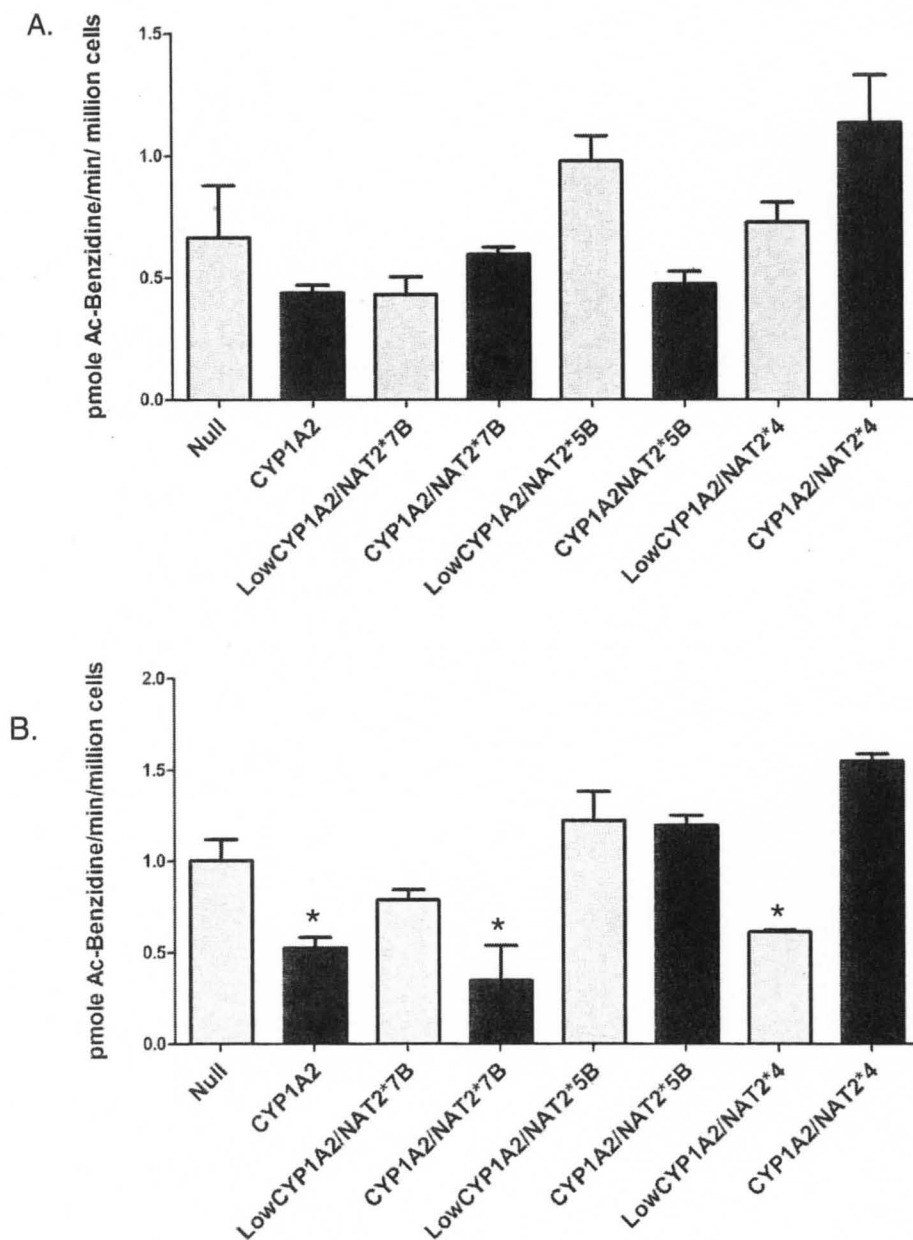 A.
pmole Ac-Benzidine/min/ million cells
1.5
1.0
0.5
0.0
Null
CYP1A2
LowCYP1A2/NAT2*7B
CYP1A2/NAT2*7B
LowCYP1A2/NAT2*5B
CYP1A2NAT2*5B
LowCYP1A2/NAT2*4
CYP1A2/NAT2*4
B.
pmole Ac-Benzidine/min/million cells
2.0
1.5
1.0
0.5
0.0
*
*
*
Null
CYP1A2
LowCYP1A2/NAT2*7B
CYP1A2/NAT2*7B
LowCYP1A2/NAT2*5B
CYP1A2/NAT2*5B
LowCYP1A2/NAT2*4
CYP1A2/NAT2*4